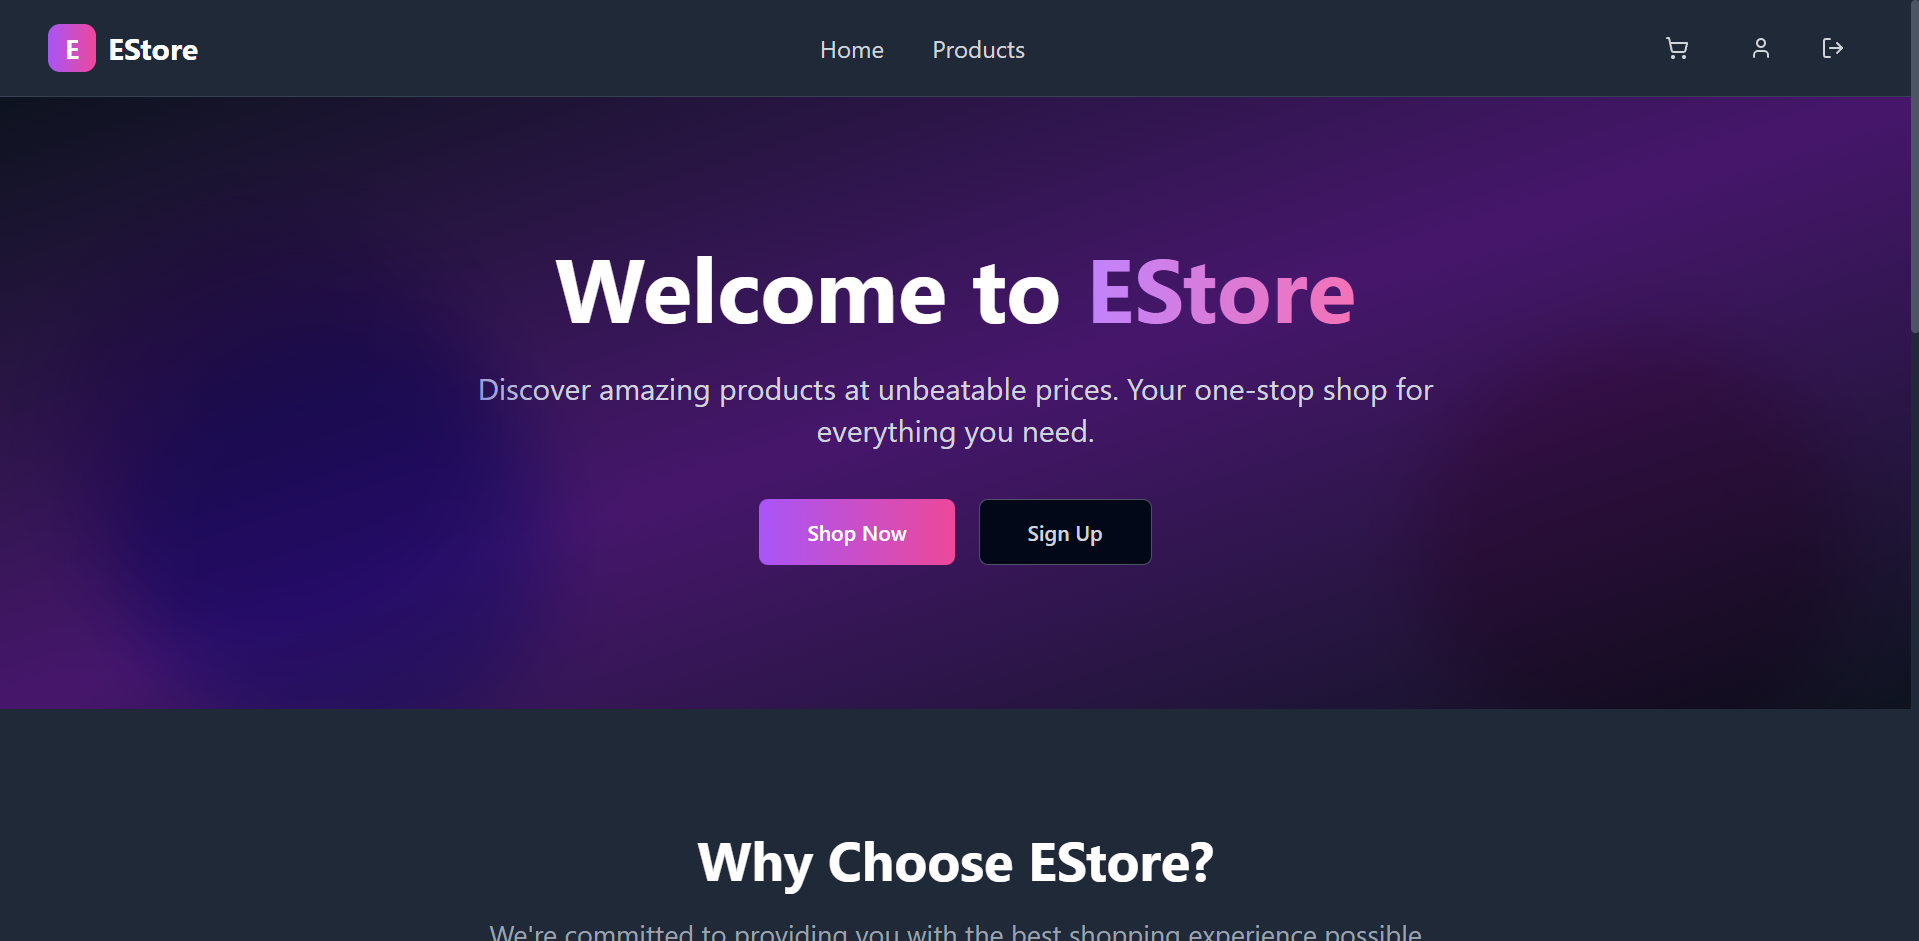 E EStore
Home Products
Welcome to EStore
Discover amazing products at unbeatable prices. Your one-stop shop for
everything you need.
Shop Now Sign Up
Why Choose EStore?
We're committed to providing you with the best shopping experience possible